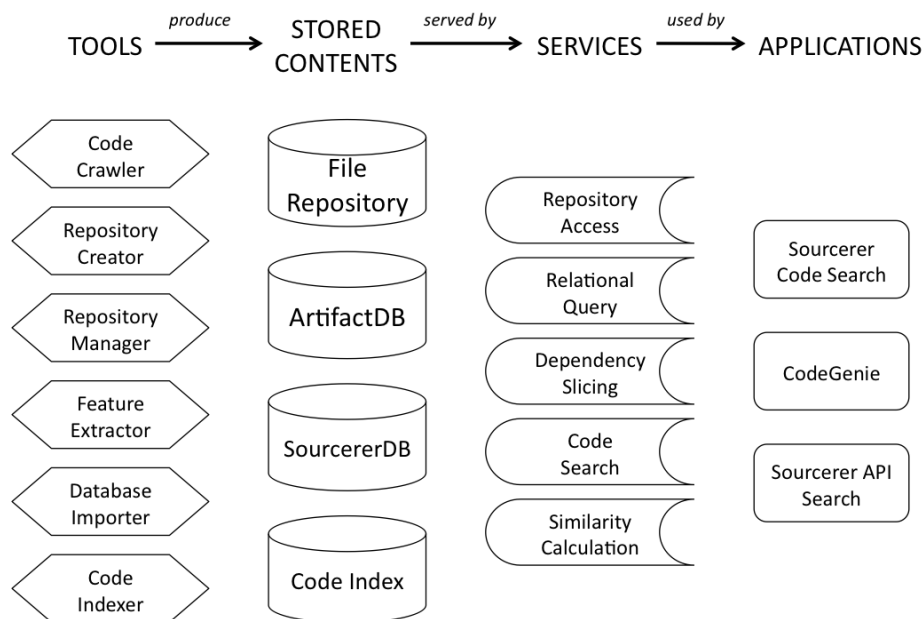 produce
served by
used by
TOOLS
STORED
CONTENTS
SERVICES
APPLICATIONS
Code
Crawler
Repository
Creator
Repository
Manager
Feature
Extractor
Database
Importer
Code
Indexer
File
Repository
ArtifactDB
SourcererDB
Code Index
Repository
Access
Relational
Query
Dependency
Slicing
Code
Search
Similarity
Calculation
Sourcerer
Code Search
CodeGenie
Sourcerer API
Search